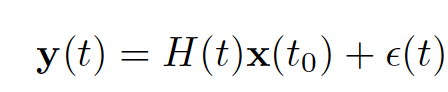 y(t) = H(t)x(t₀) + ϵ(t)